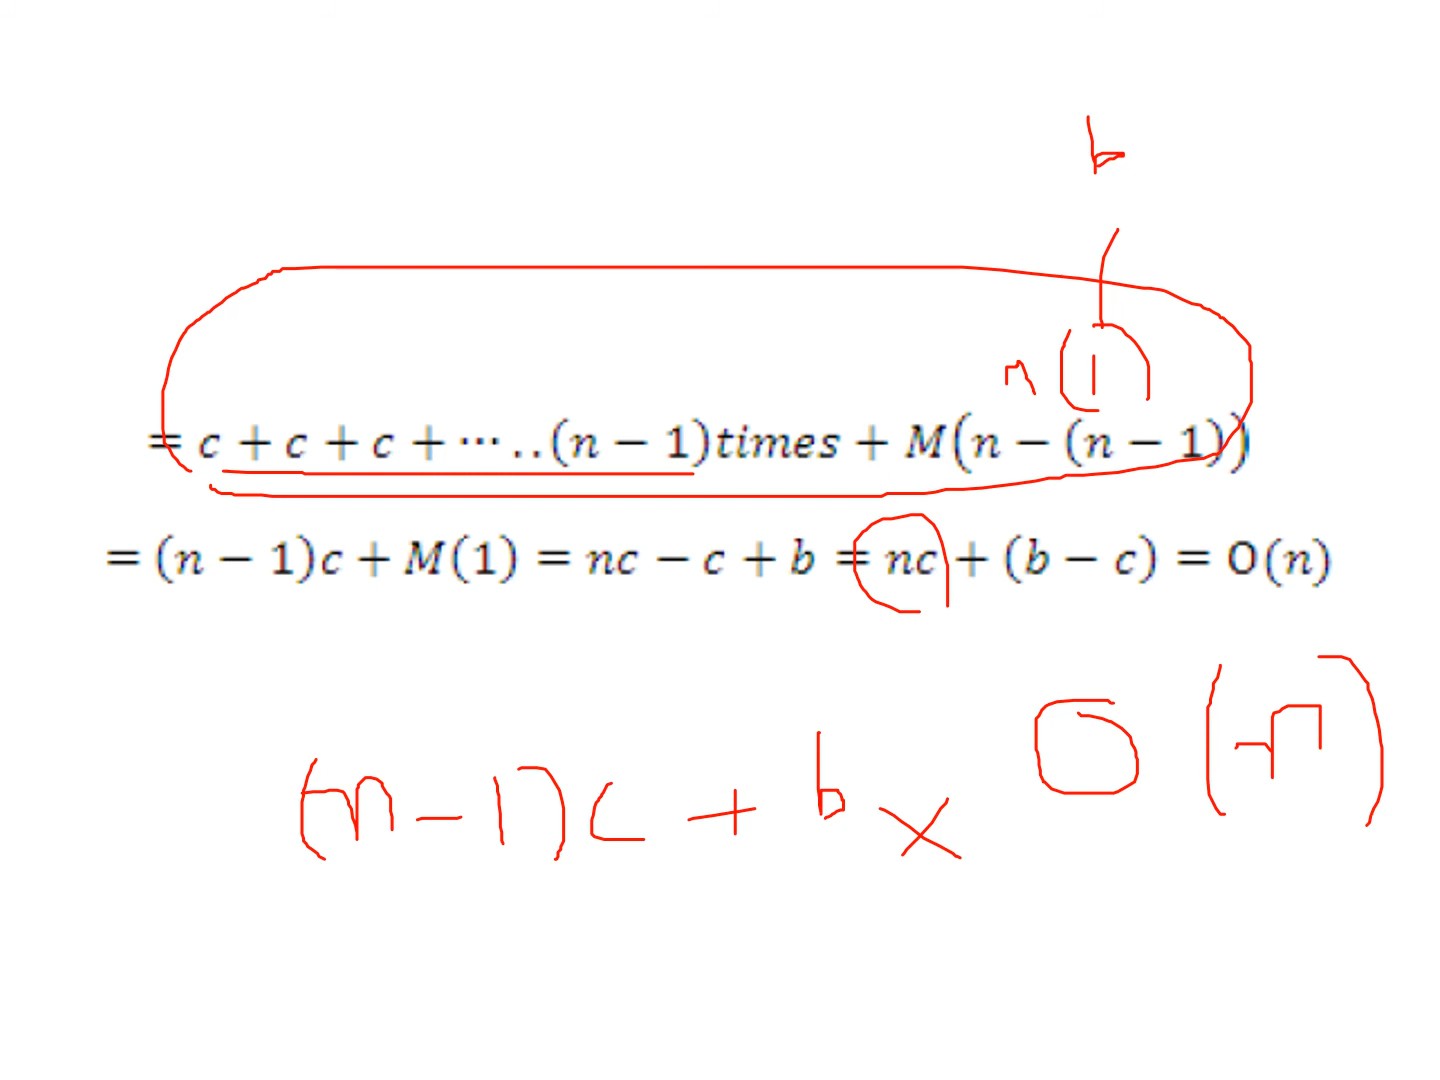 b
n 1
= c + c + c + ⋯ . . (n − 1)times + M(n − (n − 1))
= (n − 1)c + M(1) = nc − c + b = nc + (b − c) = O(n)
O (n)
(n − 1) c + b x